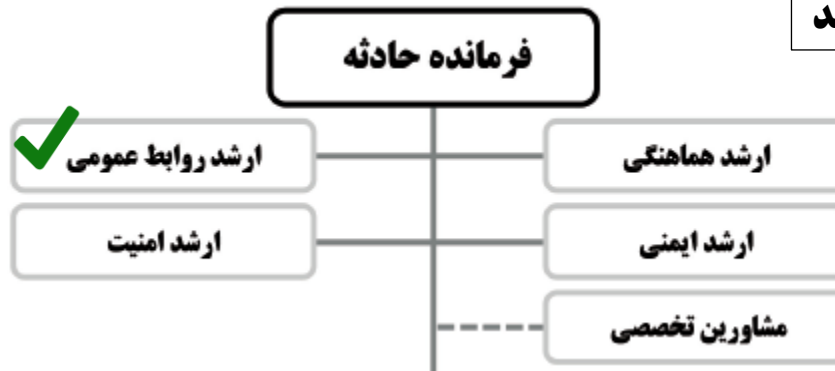 فرمانده حادثه
ارشد هماهنگی
ارشد روابط عمومی
ارشد ایمنی
ارشد امنیت
مشاورین تخصصی